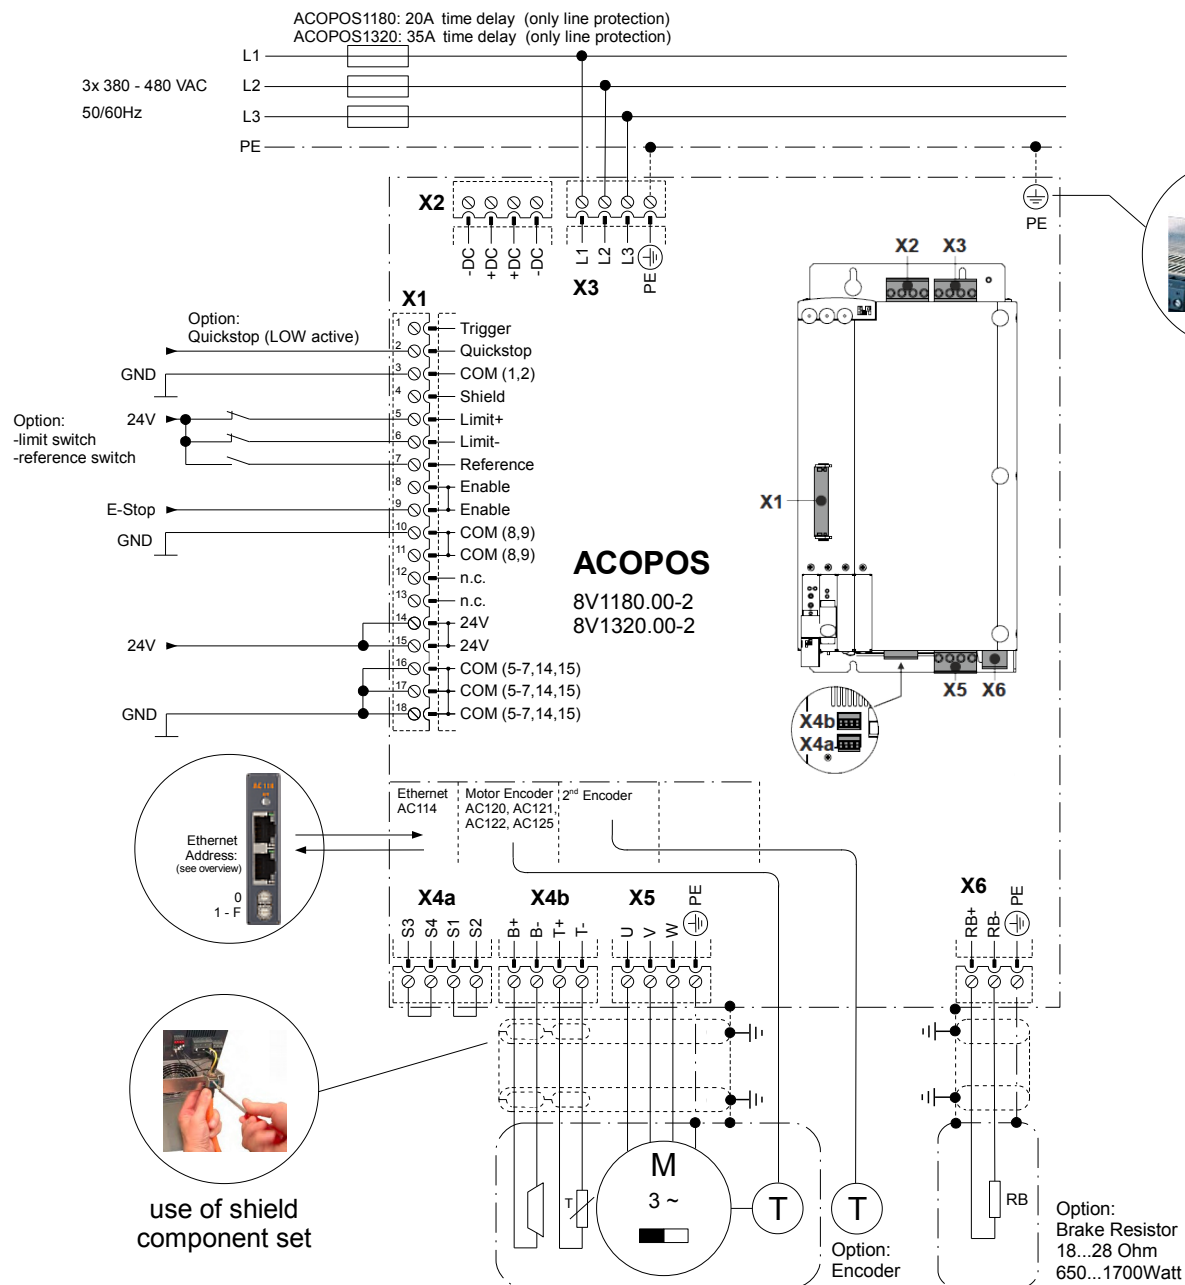 ACOPOS1180: 20A time delay (only line protection)
ACOPOS1320: 35A time delay (only line protection)
L1
3x 380 - 480 VAC
L2
50/60Hz
L3
PE
X2
-DC
+DC
+DC
-DC
L1
L2
L3
PE
X3
PE
X2
X3
X1
X5
X6
X4b
X4a
X1
Option:
Quickstop (LOW active)
GND
Option:
-limit switch
-reference switch
24V
E-Stop
GND
24V
GND
1 Trigger
2 Quickstop
3 COM (1,2)
4 Shield
5 Limit+
6 Limit-
7 Reference
8 Enable
9 Enable
10 COM (8,9)
11 COM (8,9)
12 n.c.
13 n.c.
14 24V
15 24V
16 COM (5-7,14,15)
17 COM (5-7,14,15)
18 COM (5-7,14,15)
ACOPOS
8V1180.00-2
8V1320.00-2
AC114
Ethernet
Address:
(see overview)
0
1 - F
Ethernet
AC114
Motor Encoder
AC120, AC121,
AC122, AC125
2nd Encoder
X4a
S3
S4
S1
S2
X4b
B+
B-
T+
T-
X5
U
V
W
PE
X6
RB+
RB-
PE
use of shield
component set
T
M
3 ~
T
T
Option:
Encoder
RB
Option:
Brake Resistor
18...28 Ohm
650...1700Watt